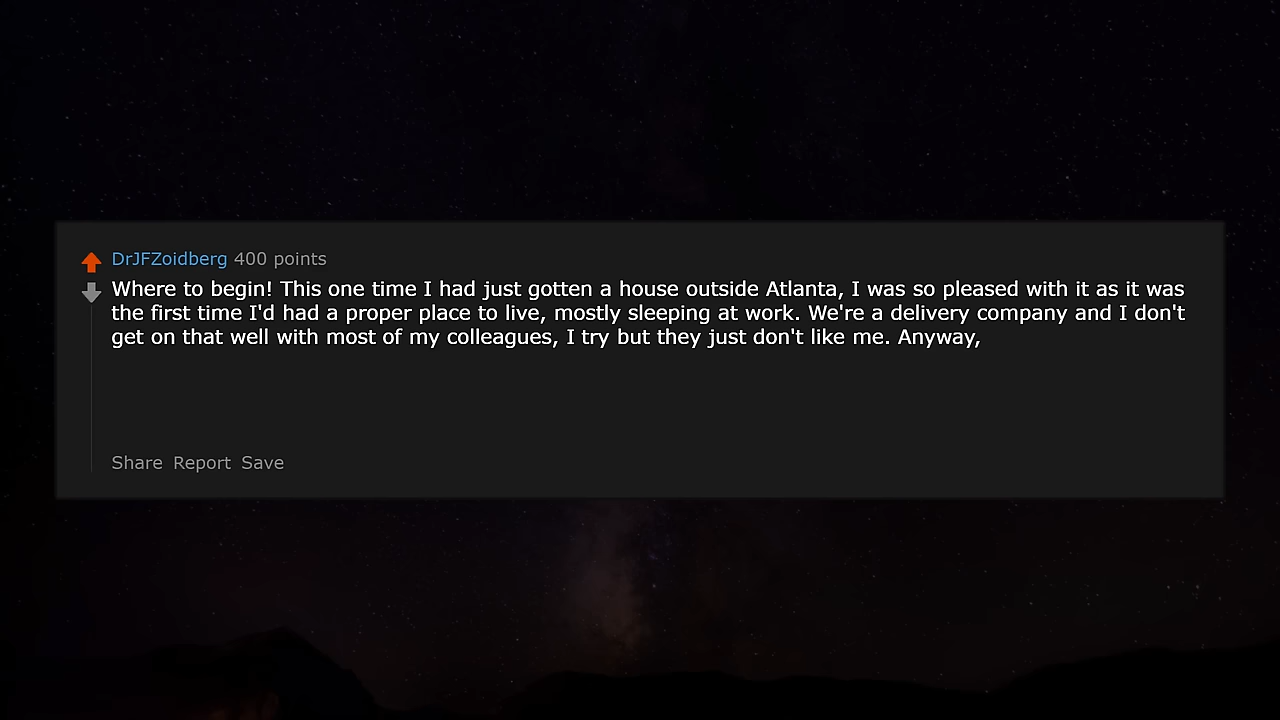 DrJFZoidberg 400 points
Where to begin! This one time I had just gotten a house outside Atlanta, I was so pleased with it as it was
the first time I'd had a proper place to live, mostly sleeping at work. We're a delivery company and I don't
get on that well with most of my colleagues, I try but they just don't like me. Anyway,
Share Report Save